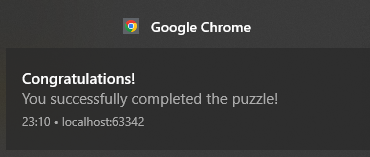 Google Chrome
Congratulations!
You successfully completed the puzzle!
23:10 • localhost:63342